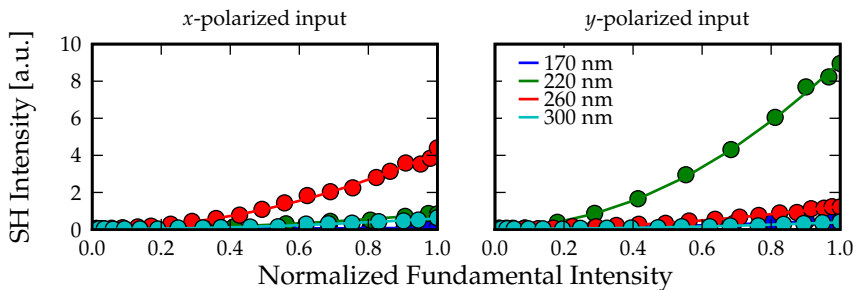 x-polarized input
y-polarized input
SH Intensity [a.u.]
10
8
6
4
2
0
0.0 0.2 0.4 0.6 0.8 1.0
170 nm
220 nm
260 nm
300 nm
0.0 0.2 0.4 0.6 0.8 1.0
Normalized Fundamental Intensity